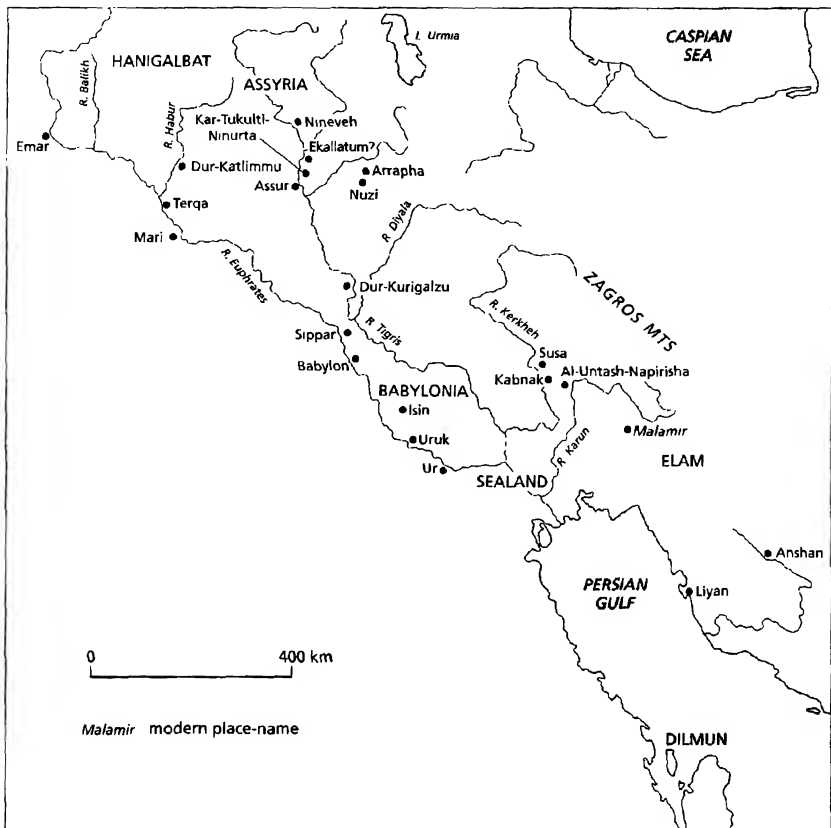 CASPIAN
SEA
L Urmia
HANIGALBAT
R. Balikh
R. Habur
ASSYRIA
Kar-Tukulti-
Ninurta
Nineveh
Ekallatum?
Emar
Dur-Katlimmu
Assur
Arrapha
Nuzi
Terqa
Mari
R. Diyala
R. Euphrates
Dur-Kurigalzu
ZAGROS MTS
R. Kerkheh
Sippar
R Tigris
Babylon
Susa
Kabnak
Al-Untash-Napirisha
BABYLONIA
Isin
Uruk
Malamir
R Karun
ELAM
Ur
SEALAND
Anshan
PERSIAN
GULF
Liyan
0 400 km
Malamir modern place-name
DILMUN